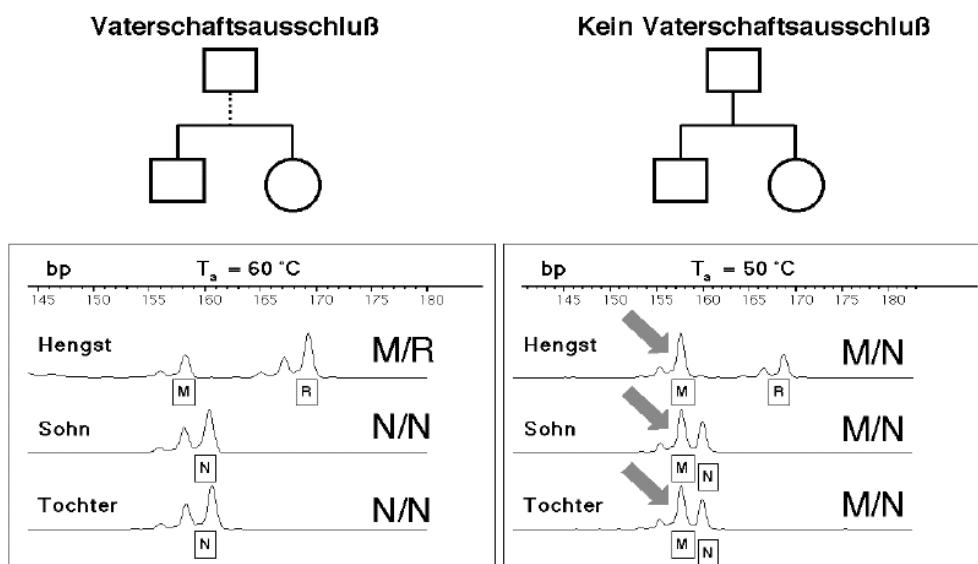 Vaterschaftsausschluß
Kein Vaterschaftsausschluß
bp Ta = 60 °C
145 150 155 160 165 170 175 180
Hengst M/R
M R
Sohn N/N
N
Tochter N/N
N
bp Ta = 50 °C
145 150 155 160 165 170 175 180
Hengst M/N
M R
Sohn M/N
M N
Tochter M/N
M N